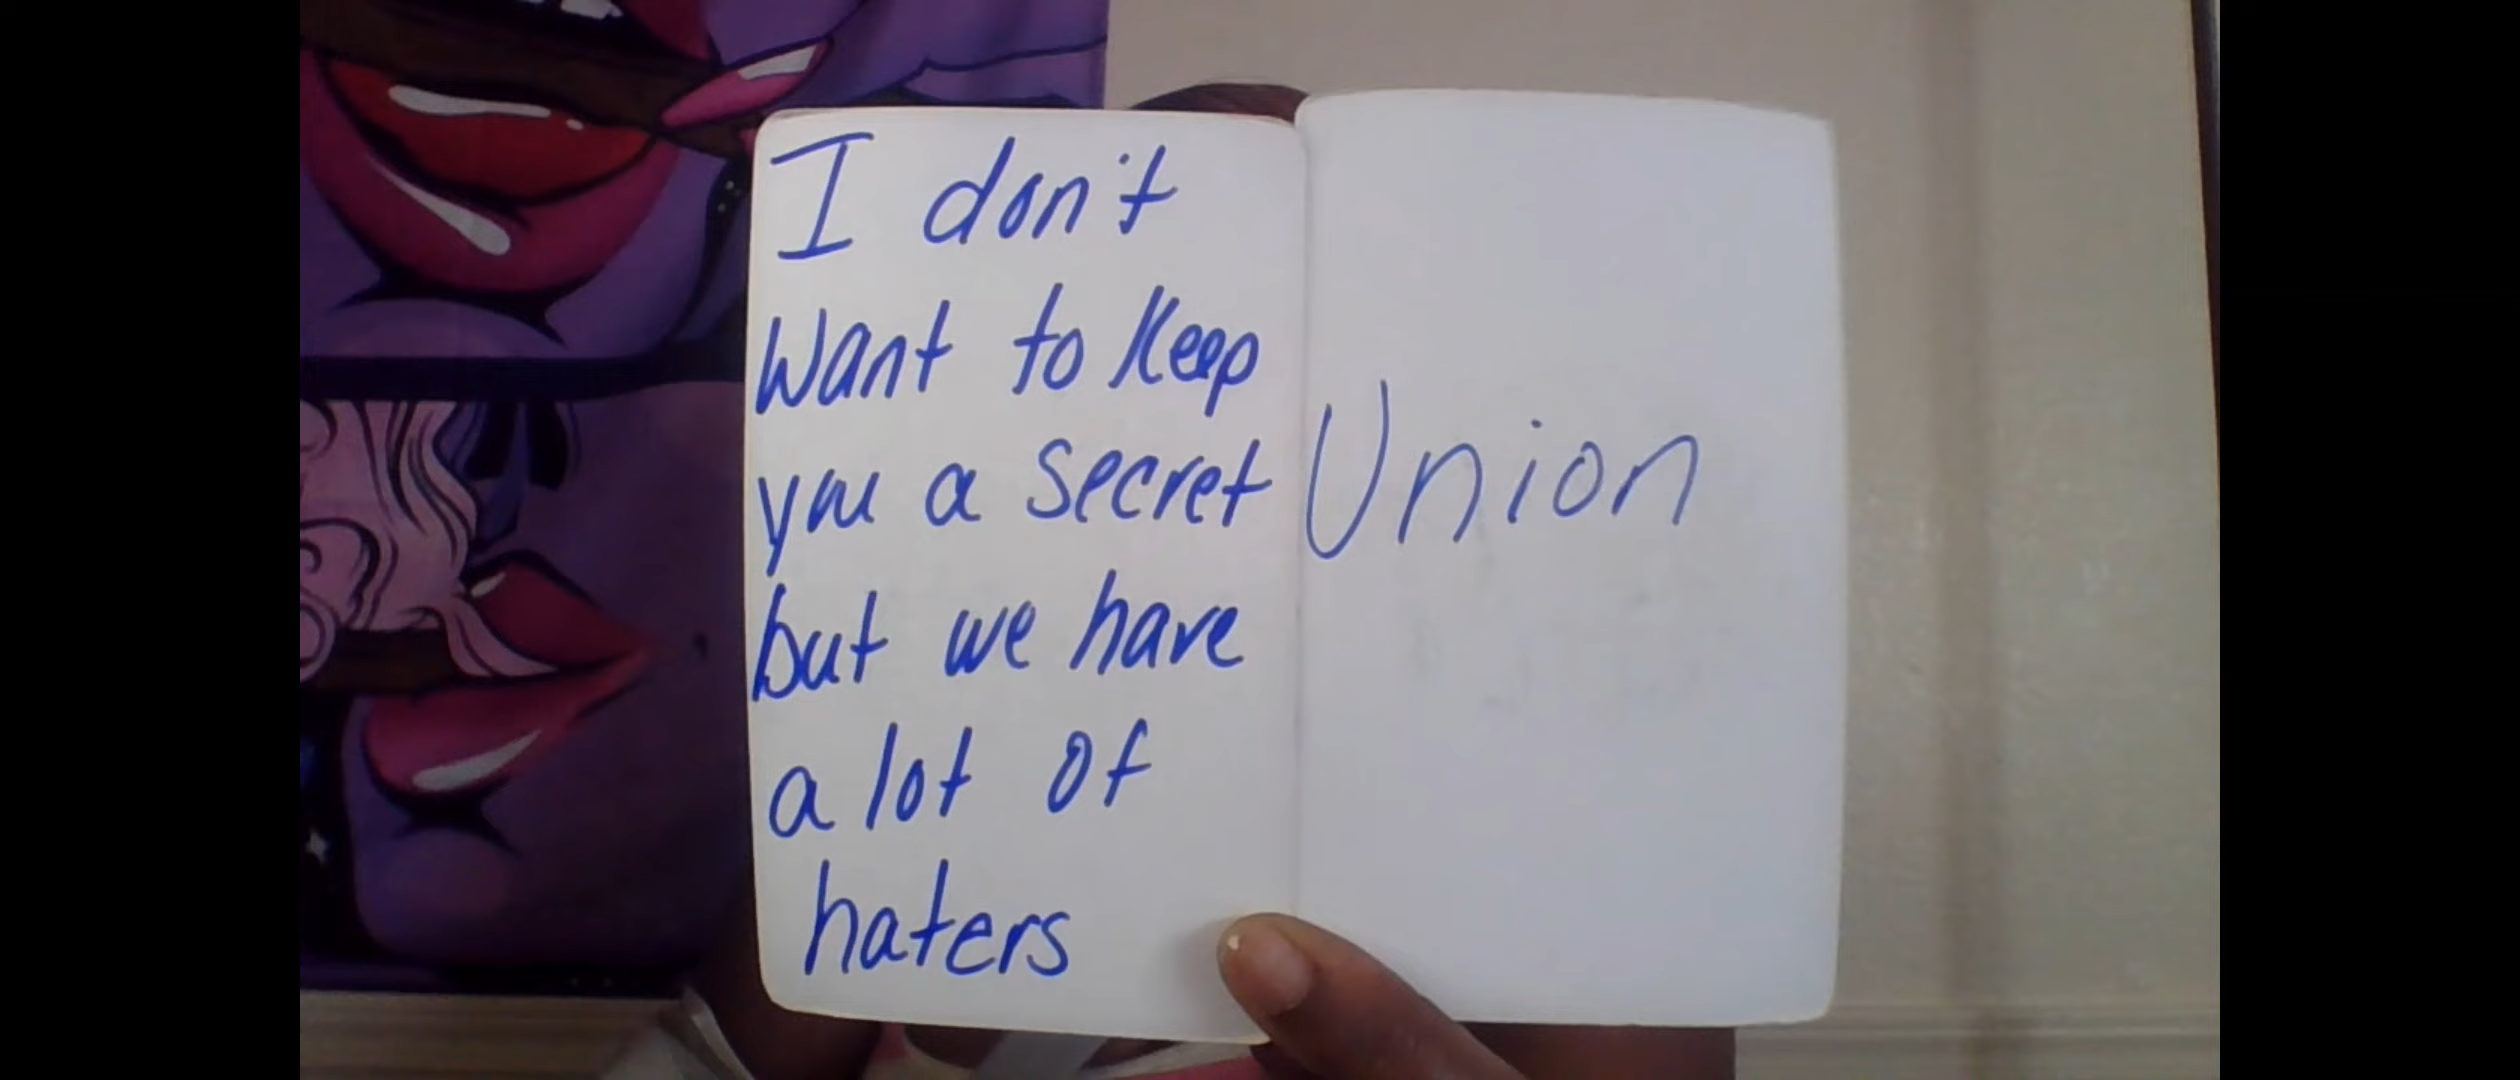 I don't
Want to Keep
you a secret
but we have
a lot of
haters
Union